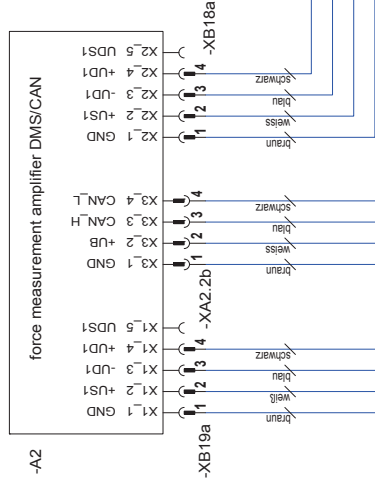 -A2
force measurement amplifier DMS/CAN
-XB18a
UDS1 X2_5
+UD1 X2_4 4 schwarz
-UD1 X2_3 3 blau
+US1 X2_2 2 weiss
GND X2_1 1 braun
CAN_L X3_4 4 schwarz
CAN_H X3_3 3 blau
+UB X3_2 2 weiss
GND X3_1 1 braun
-XA2.2b
UDS1 X1_5
+UD1 X1_4 4 schwarz
-UD1 X1_3 3 blau
+US1 X1_2 2 weiß
GND X1_1 1 braun
-XB19a